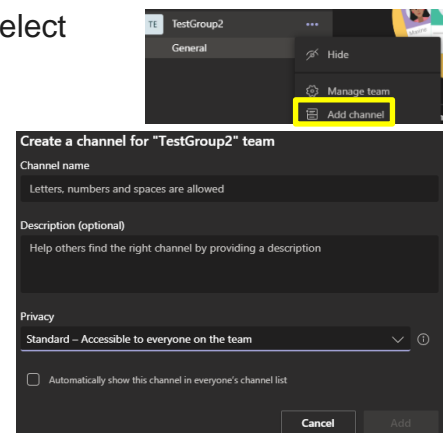 elect
TE TestGroup2 ...
General
Hide
Manage team
Add channel
Create a channel for "TestGroup2" team
Channel name
Letters, numbers and spaces are allowed
Description (optional)
Help others find the right channel by providing a description
Privacy
Standard – Accessible to everyone on the team
Automatically show this channel in everyone's channel list
Cancel Add